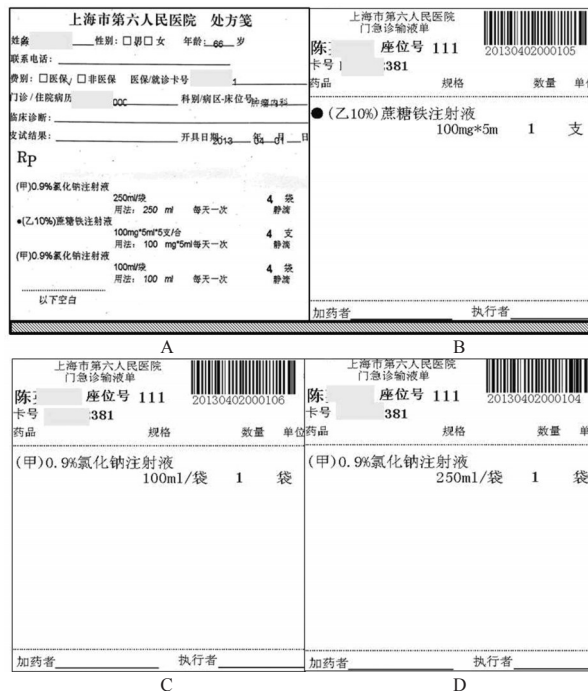 上海市第六人民医院 处方笺
性别：□男□女 年龄：66 岁
联系电话：
费别：□医保√□非医保 医保/就诊卡号 1
门诊/住院病历 000 科别/病区-床位号：肿瘤内科
临床诊断：
支试结果： 开具日期 2013 年 04 01 日
Rp
(甲)0.9%氯化钠注射液
250ml/袋 4 袋
用法：250 ml 每天一次 静滴
●(乙10%)蔗糖铁注射液
100mg*5ml*5支/合 4 支
用法：100 mg*5ml每天一次 静滴
(甲)0.9%氯化钠注射液
100ml/袋 4 袋
用法：100 ml 每天一次 静滴
以下空白
A
上海市第六人民医院
门急诊输液单
陈 座位号 111
20130402000105
卡号 381
药品 规格 数量 单
●(乙10%)蔗糖铁注射液
100mg*5m 1 支
加药者 执行者
B
上海市第六人民医院
门急诊输液单
陈 座位号 111
20130402000106
卡号 :381
药品 规格 数量 单位
(甲)0.9%氯化钠注射液
100ml/袋 1 袋
加药者 执行者
C
上海市第六人民医院
门急诊输液单
陈 座位号 111
20130402000104
卡号 381
药品 规格 数量 单
(甲)0.9%氯化钠注射液
250ml/袋 1 袋
加药者 执行者
D